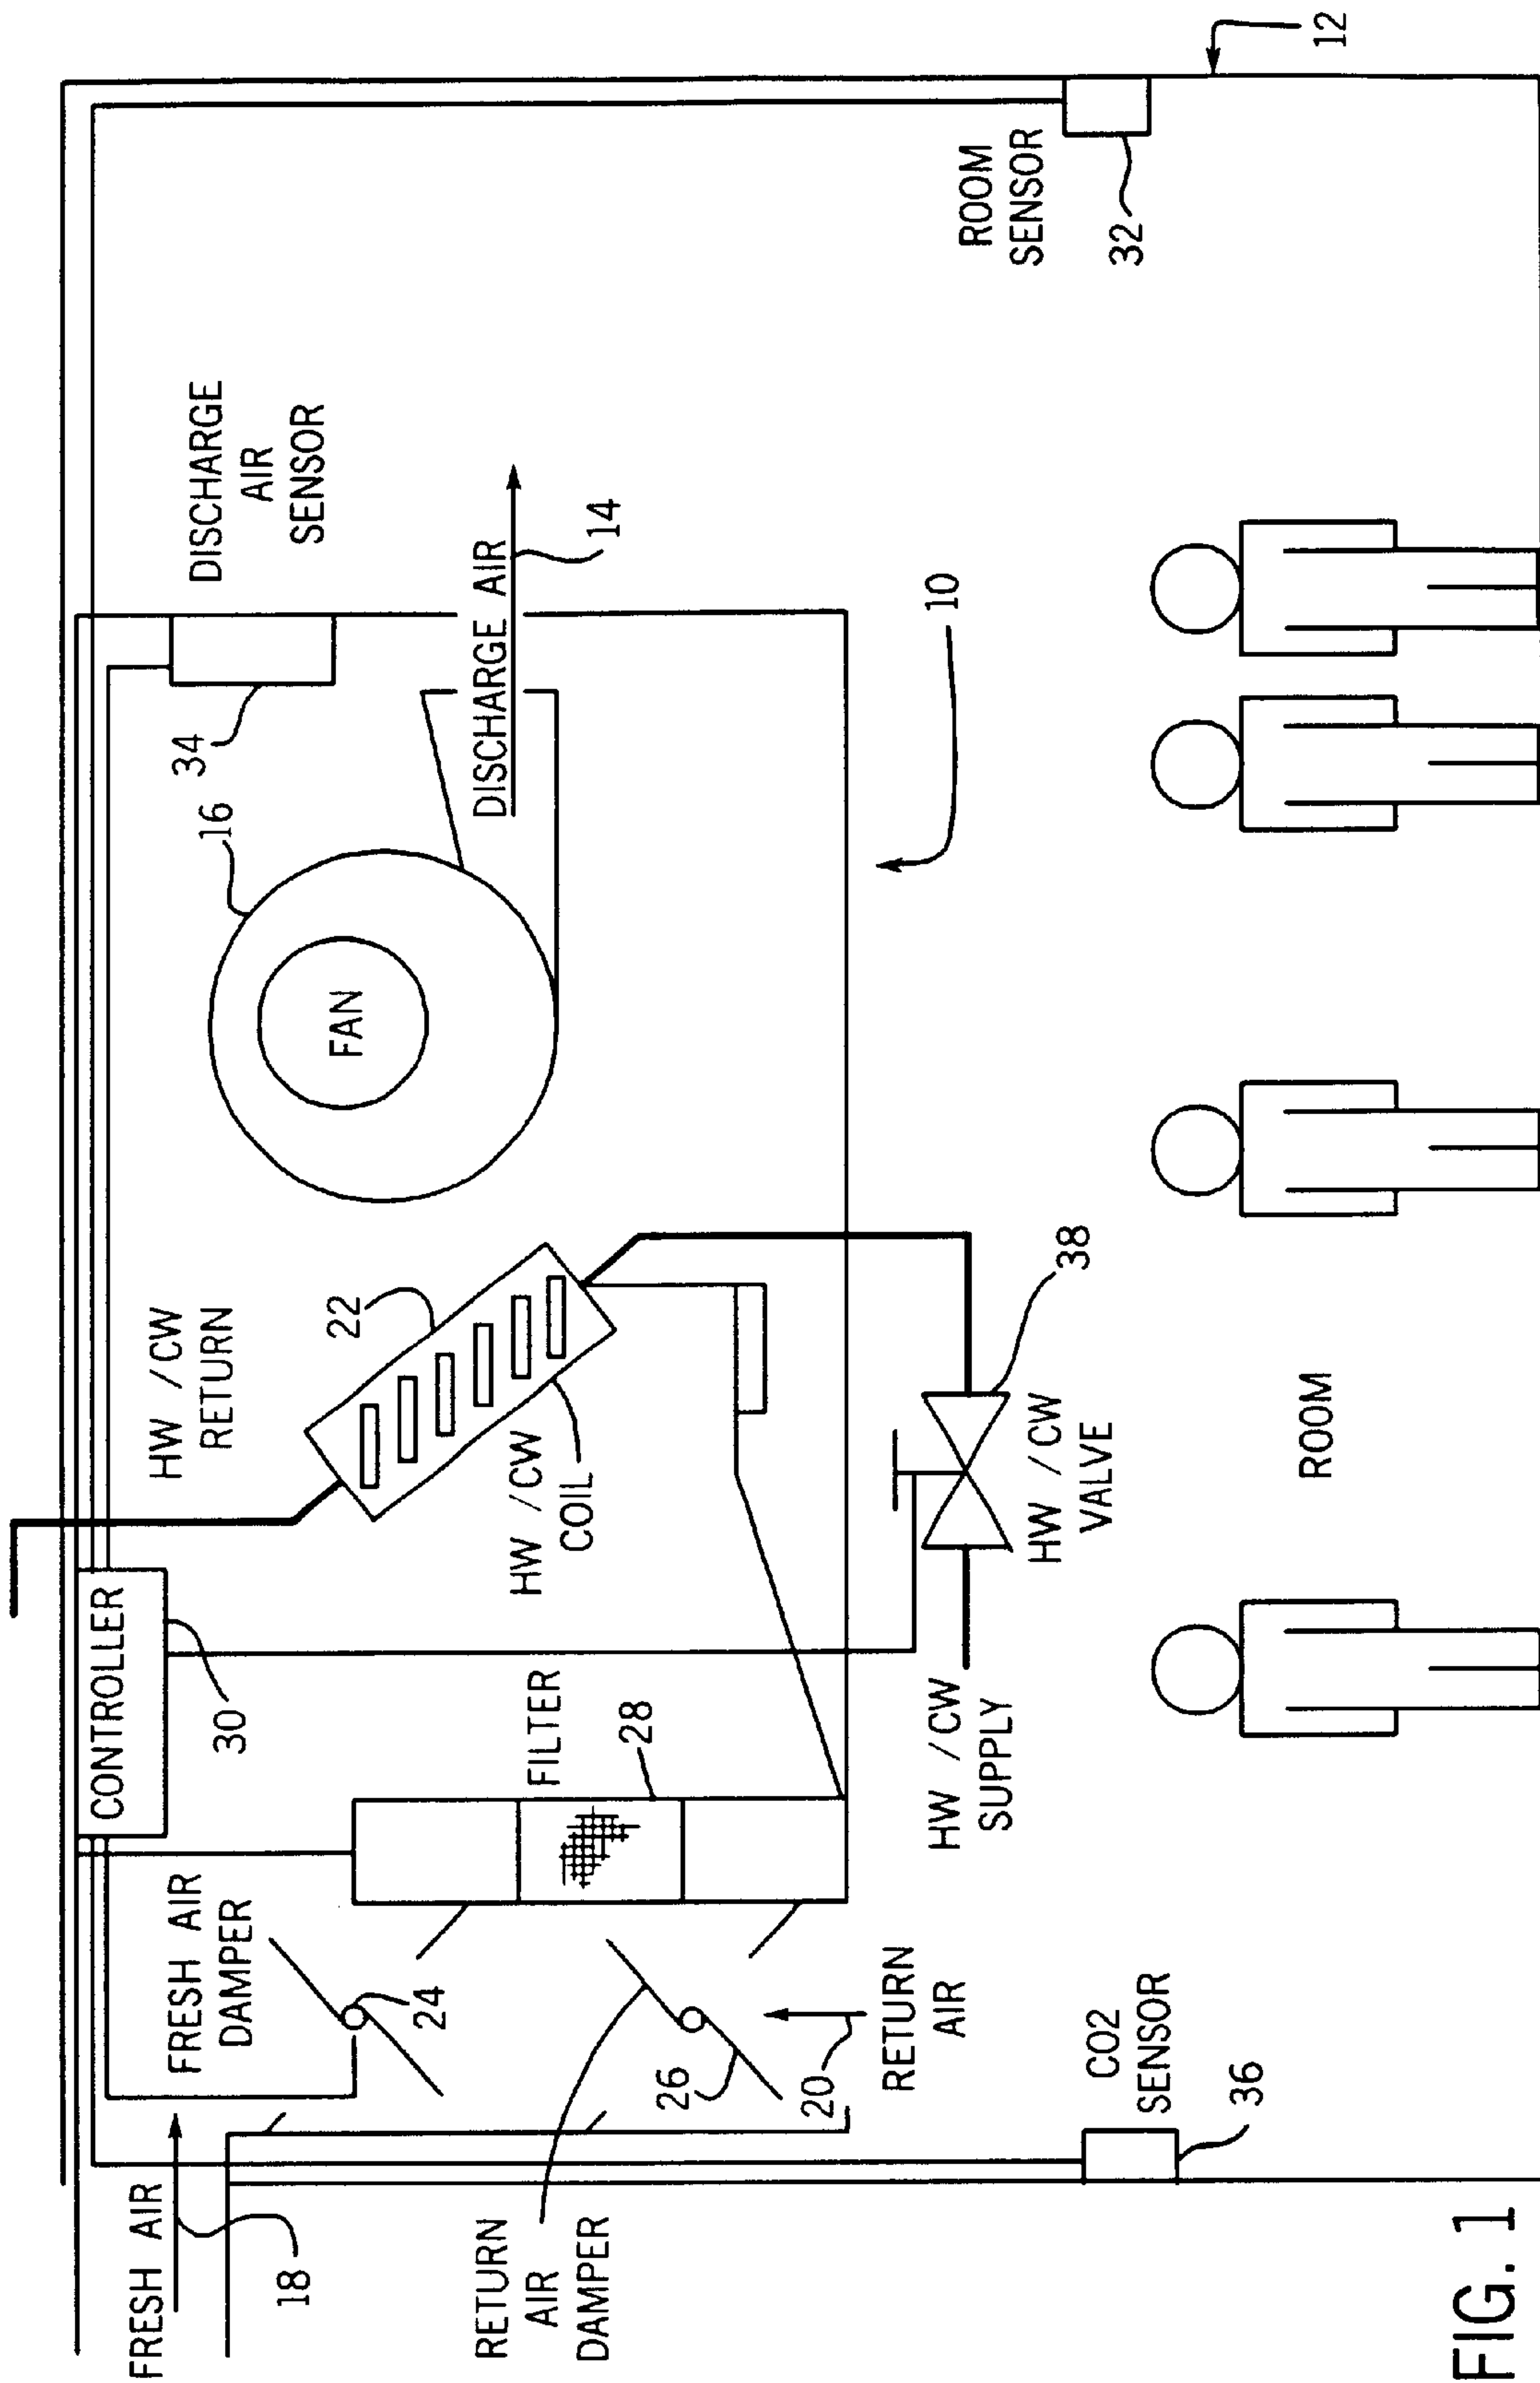 FRESH AIR
18
FRESH AIR
DAMPER
24
RETURN
AIR
DAMPER
26
20
RETURN
AIR
CONTROLLER
30
FILTER
28
HW /CW
RETURN
22
HW /CW
COIL
HW /CW
SUPPLY
HW /CW
VALVE
38
FAN
16
34
DISCHARGE
AIR
SENSOR
DISCHARGE AIR
14
10
ROOM
SENSOR
32
12
CO2
SENSOR
36
ROOM
FIG. 1